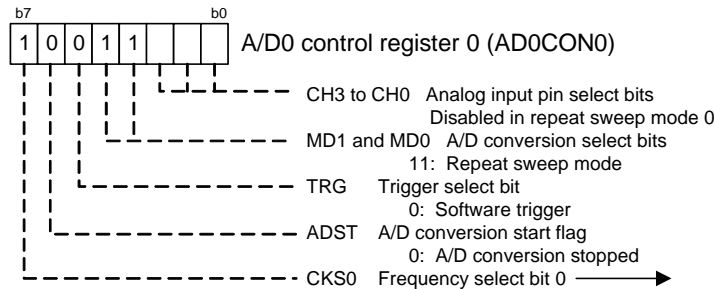 b7 b0
1 0 0 1 1 A/D0 control register 0 (AD0CON0)
CH3 to CH0 Analog input pin select bits
Disabled in repeat sweep mode 0
MD1 and MD0 A/D conversion select bits
11: Repeat sweep mode
TRG Trigger select bit
0: Software trigger
ADST A/D conversion start flag
0: A/D conversion stopped
CKS0 Frequency select bit 0